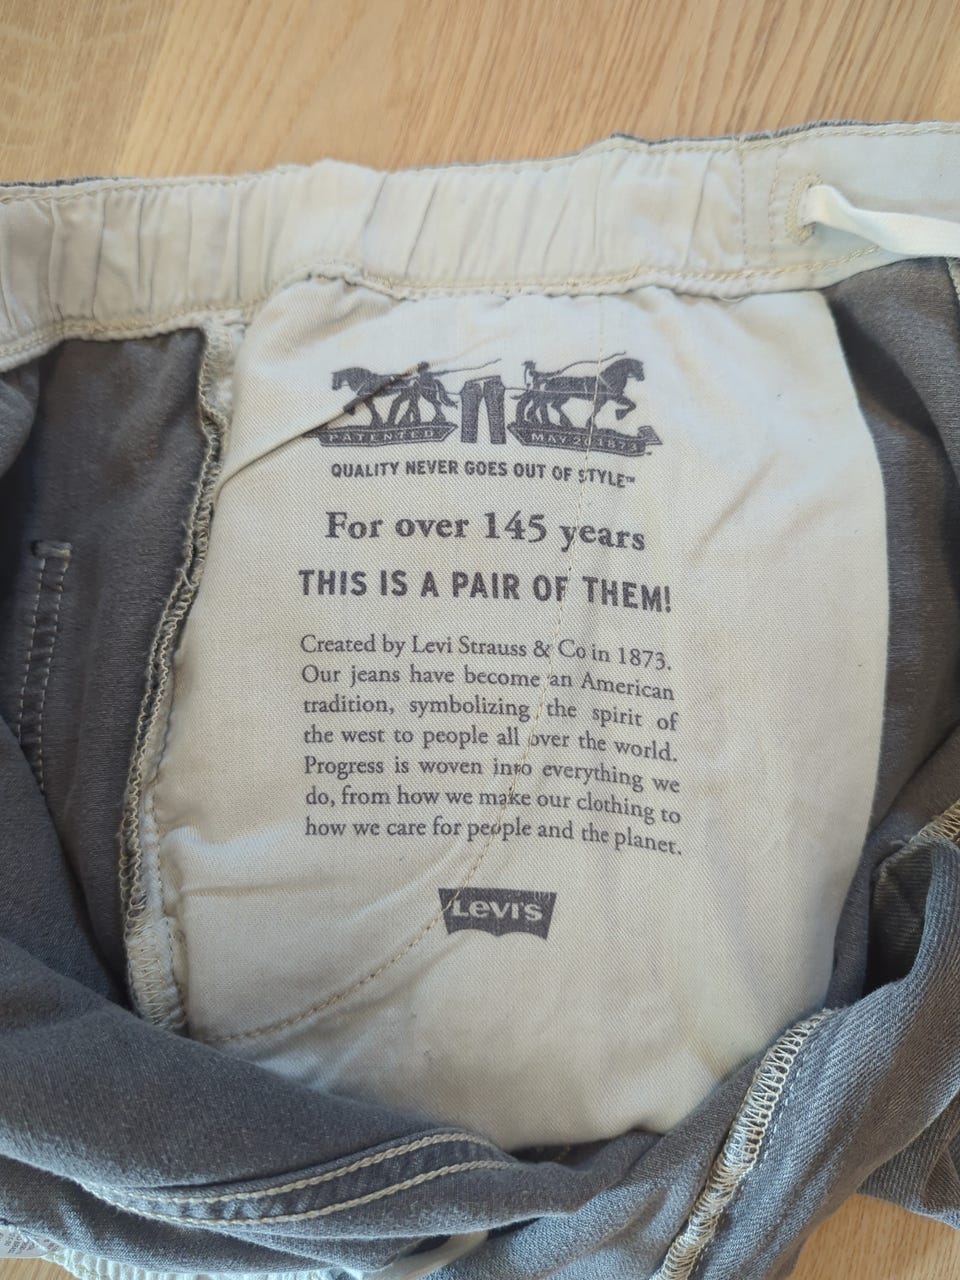 PATENTED MAY 20 1873
QUALITY NEVER GOES OUT OF STYLE™
For over 145 years
THIS IS A PAIR OF THEM!
Created by Levi Strauss & Co in 1873.
Our jeans have become an American
tradition, symbolizing the spirit of
the west to people all over the world.
Progress is woven into everything we
do, from how we make our clothing to
how we care for people and the planet.
LEVI'S